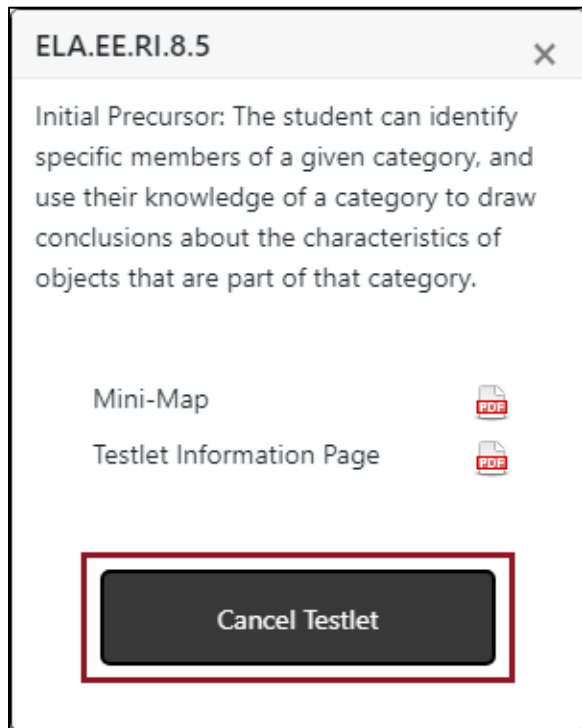 ELA.EE.RI.8.5
×
Initial Precursor: The student can identify
specific members of a given category, and
use their knowledge of a category to draw
conclusions about the characteristics of
objects that are part of that category.
Mini-Map PDF
Testlet Information Page PDF
Cancel Testlet